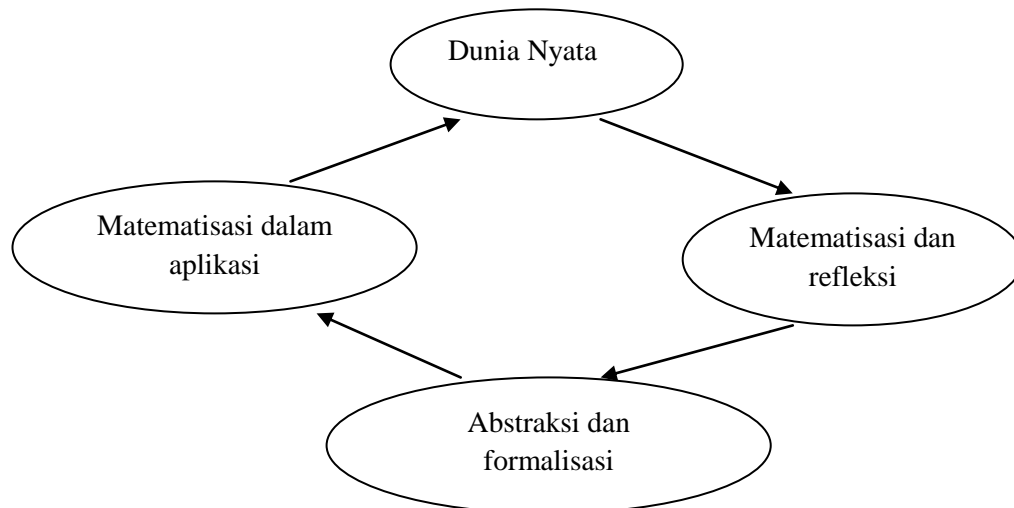 Dunia Nyata
Matematisasi dalam
aplikasi
Matematisasi dan
refleksi
Abstraksi dan
formalisasi